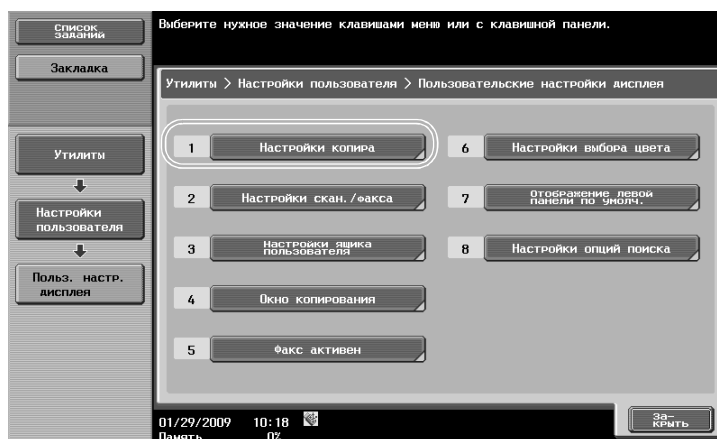 Список
заданий
Выберите нужное значение клавишами меню или с клавишной панели.
Закладка
Утилиты > Настройки пользователя > Пользовательские настройки дисплея
Утилиты
Настройки
пользователя
Польз. настр.
дисплея
1 Настройки копира
2 Настройки скан./факса
3 Настройки ящика
пользователя
4 Окно копирования
5 Факс активен
6 Настройки выбора цвета
7 Отображение левой
панели по умолч.
8 Настройки опций поиска
01/29/2009 10:18
Память 0%
За-
крыть